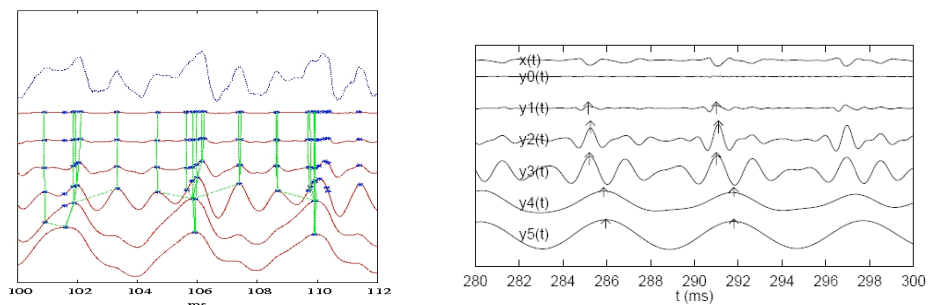 100 102 104 106 108 110 112
ms
x(t)
y0(t)
y1(t)
y2(t)
y3(t)
y4(t)
y5(t)
280 282 284 286 288 290 292 294 296 298 300
t (ms)